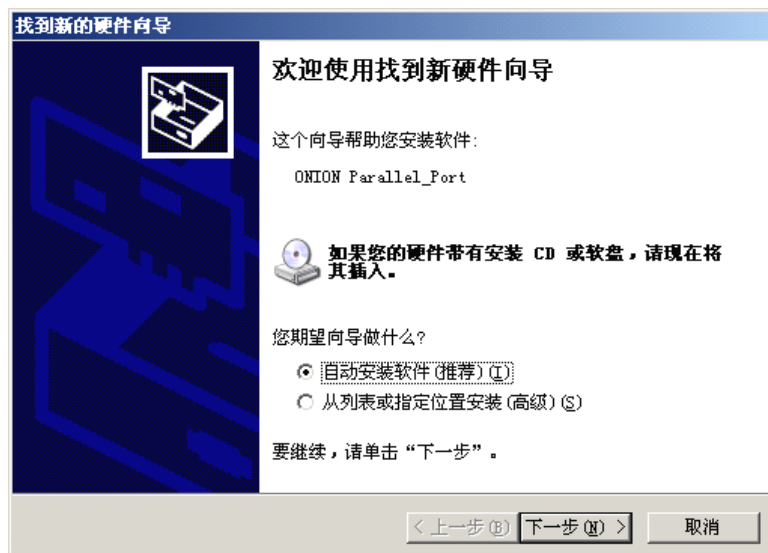 找到新的硬件向导
欢迎使用找到新硬件向导
这个向导帮助您安装软件:
ONION Parallel_Port
如果您的硬件带有安装 CD 或软盘，请现在将
其插入。
您期望向导做什么?
自动安装软件(推荐)(I)
从列表或指定位置安装(高级)(S)
要继续，请单击“下一步”。
< 上一步(B)
下一步(N) >
取消